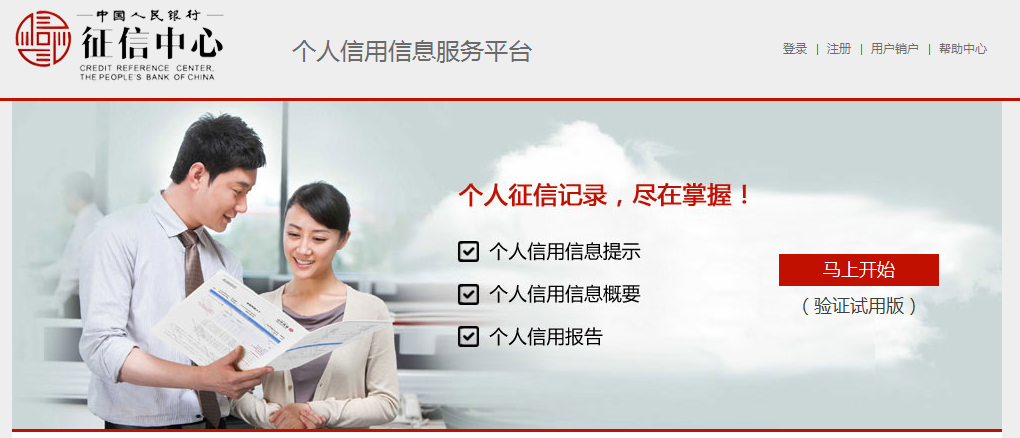 中国人民银行
征信中心
CREDIT REFERENCE CENTER,
THE PEOPLE'S BANK OF CHINA
个人信用信息服务平台
登录 | 注册 | 用户销户 | 帮助中心
个人征信记录，尽在掌握！
个人信用信息提示
个人信用信息概要
个人信用报告
马上开始
（验证试用版）